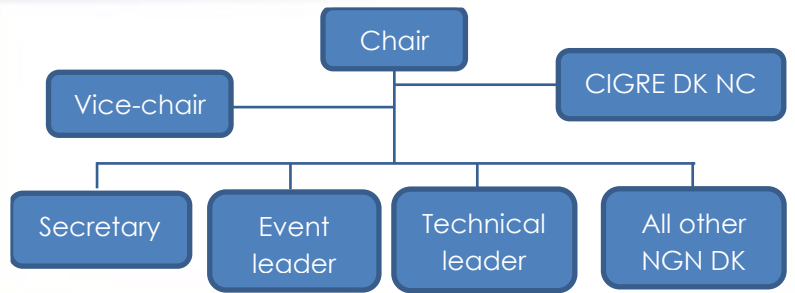 Chair
CIGRE DK NC
Vice-chair
Secretary
Event
leader
Technical
leader
All other
NGN DK